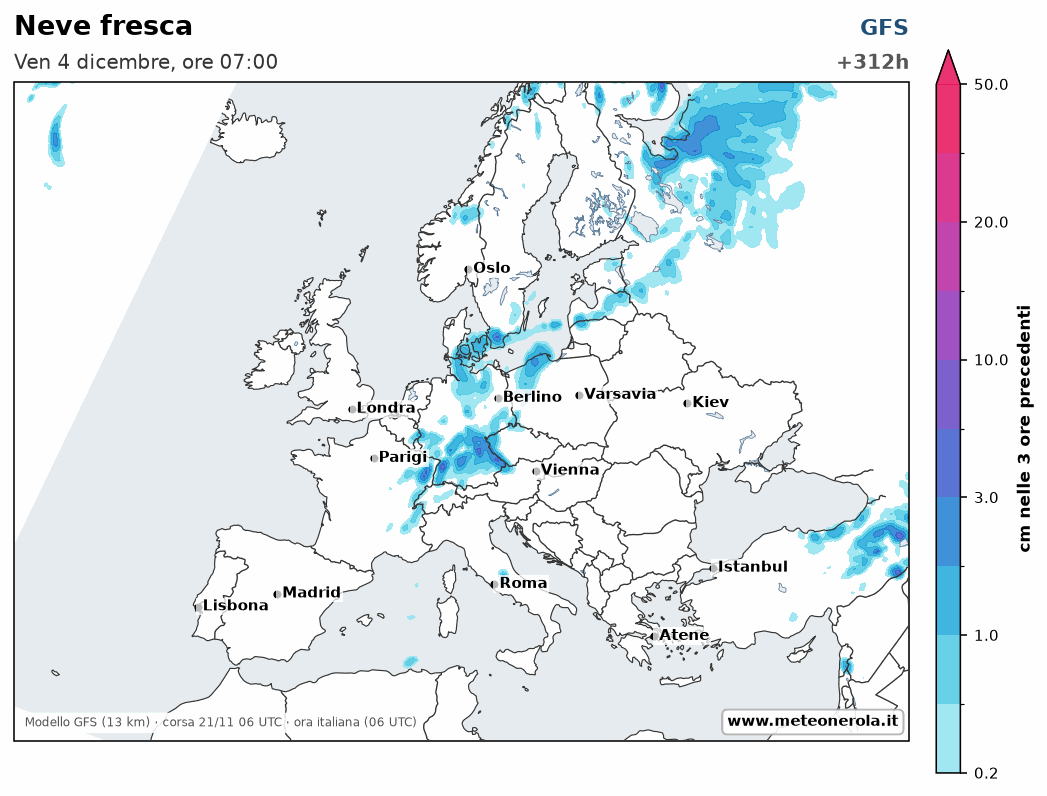 Neve fresca
GFS
Ven 4 dicembre, ore 07:00
+312h
50.0
20.0
10.0
3.0
1.0
0.2
cm nelle 3 ore precedenti
Oslo
Berlino
Varsavia
Kiev
Londra
Parigi
Vienna
Istanbul
Roma
Madrid
Lisbona
Atene
Modello GFS (13 km) · corsa 21/11 06 UTC · ora italiana (06 UTC)
www.meteonerola.it